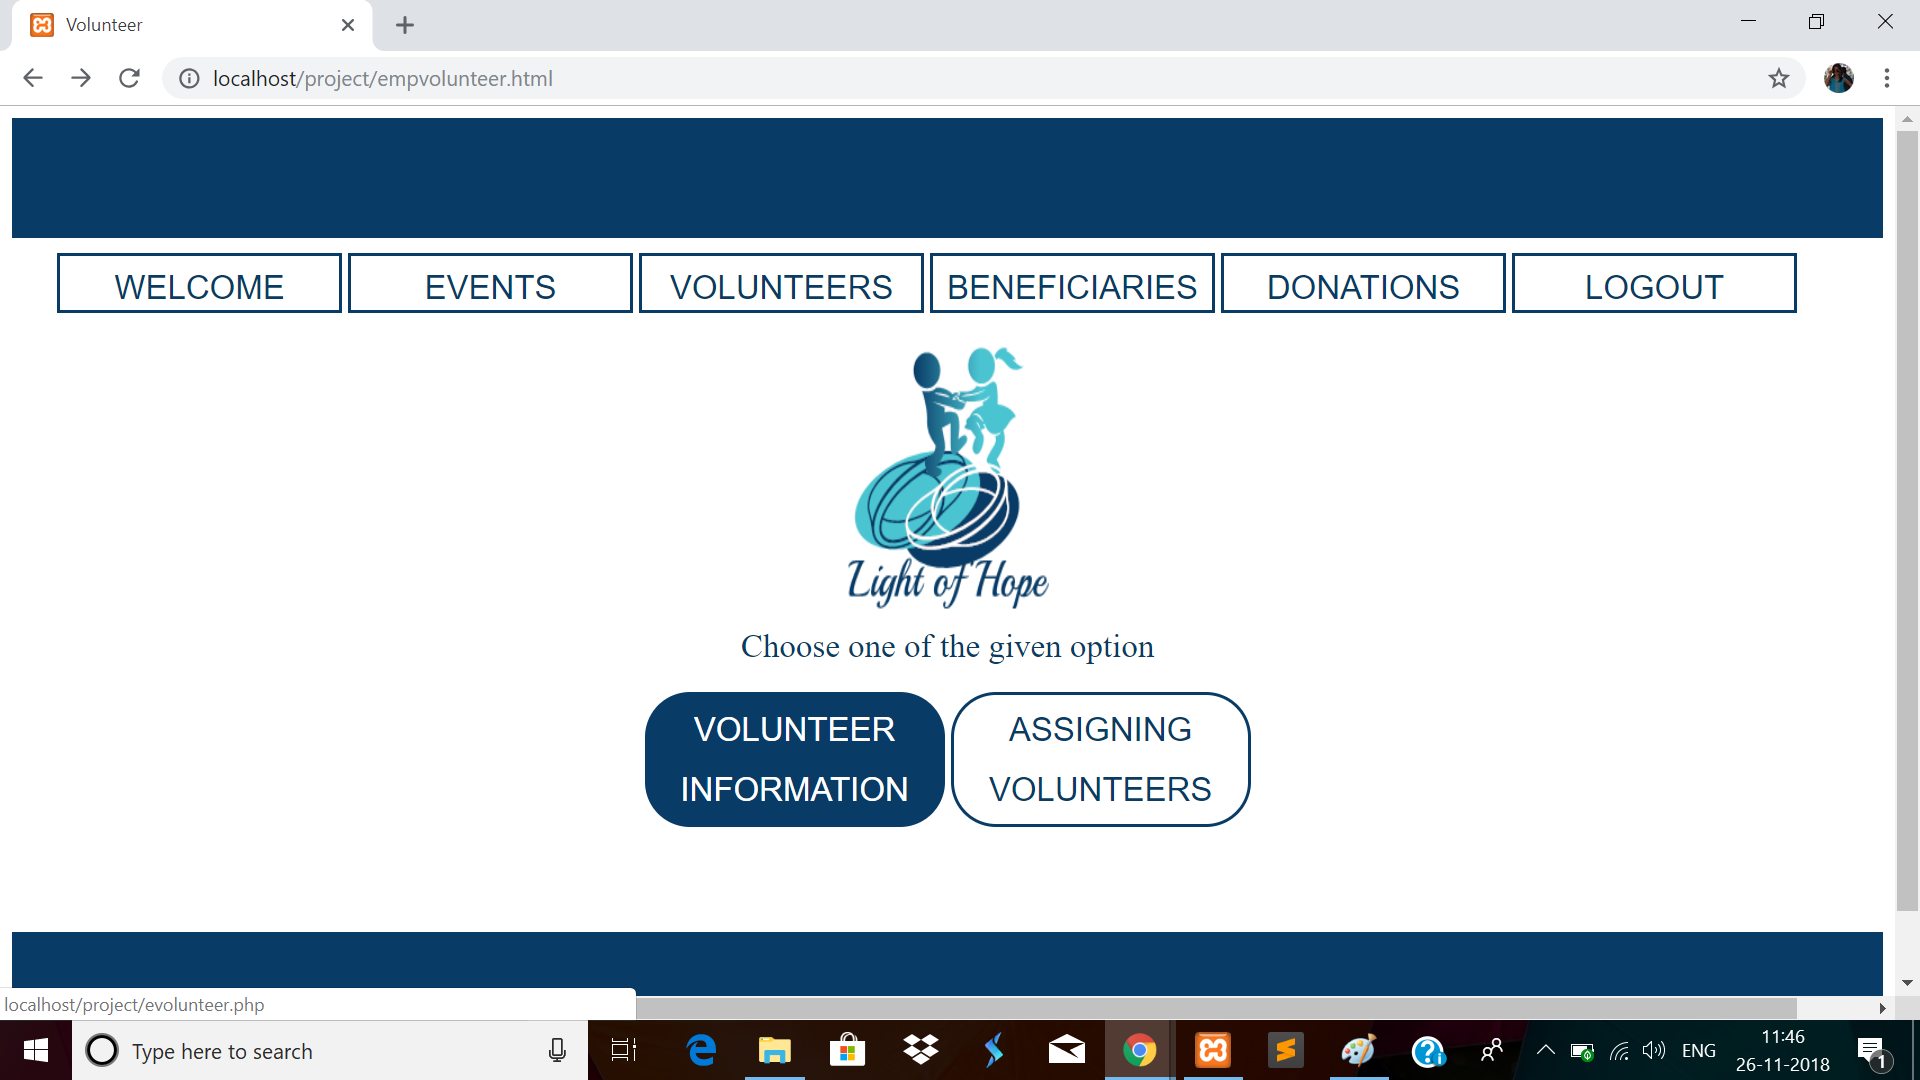 Volunteer
localhost/project/empvolunteer.html
WELCOME EVENTS VOLUNTEERS BENEFICIARIES DONATIONS LOGOUT
Light of Hope
Choose one of the given option
VOLUNTEER
INFORMATION
ASSIGNING
VOLUNTEERS
localhost/project/evolunteer.php
Type here to search
ENG
11:46
26-11-2018
1